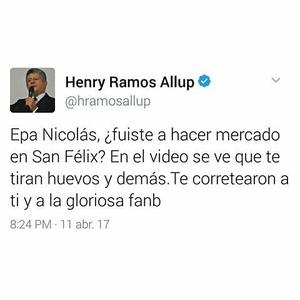 Henry Ramos Allup
@hramosallup
Epa Nicolás, ¿fuiste a hacer mercado
en San Félix? En el video se ve que te
tiran huevos y demás.Te corretearon a
ti y a la gloriosa fanb
8:24 PM · 11 abr. 17